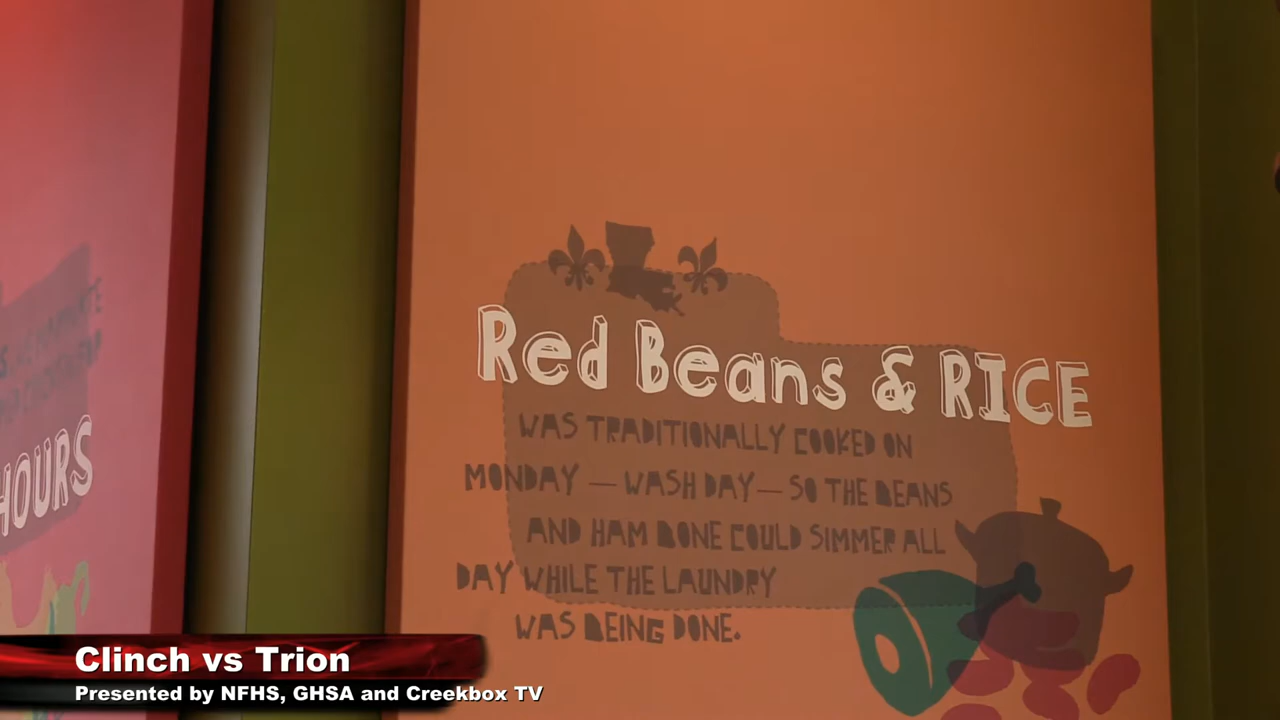 Red Beans & RICE
WAS TRADITIONALLY COOKED ON
MONDAY — WASH DAY — SO THE BEANS
AND HAM BONE COULD SIMMER ALL
DAY WHILE THE LAUNDRY
WAS BEING DONE.
HOURS
Clinch vs Trion
Presented by NFHS, GHSA and Creekbox TV